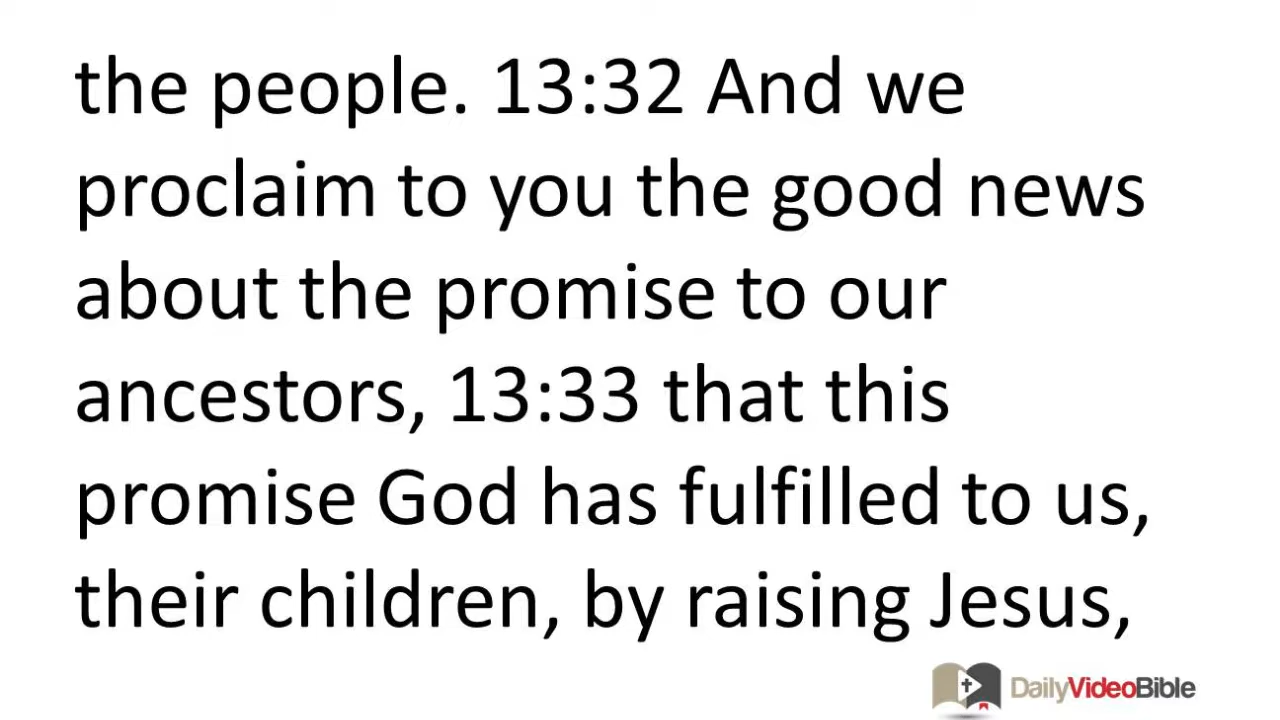 the people. 13:32 And we
proclaim to you the good news
about the promise to our
ancestors, 13:33 that this
promise God has fulfilled to us,
their children, by raising Jesus,
DailyVideoBible